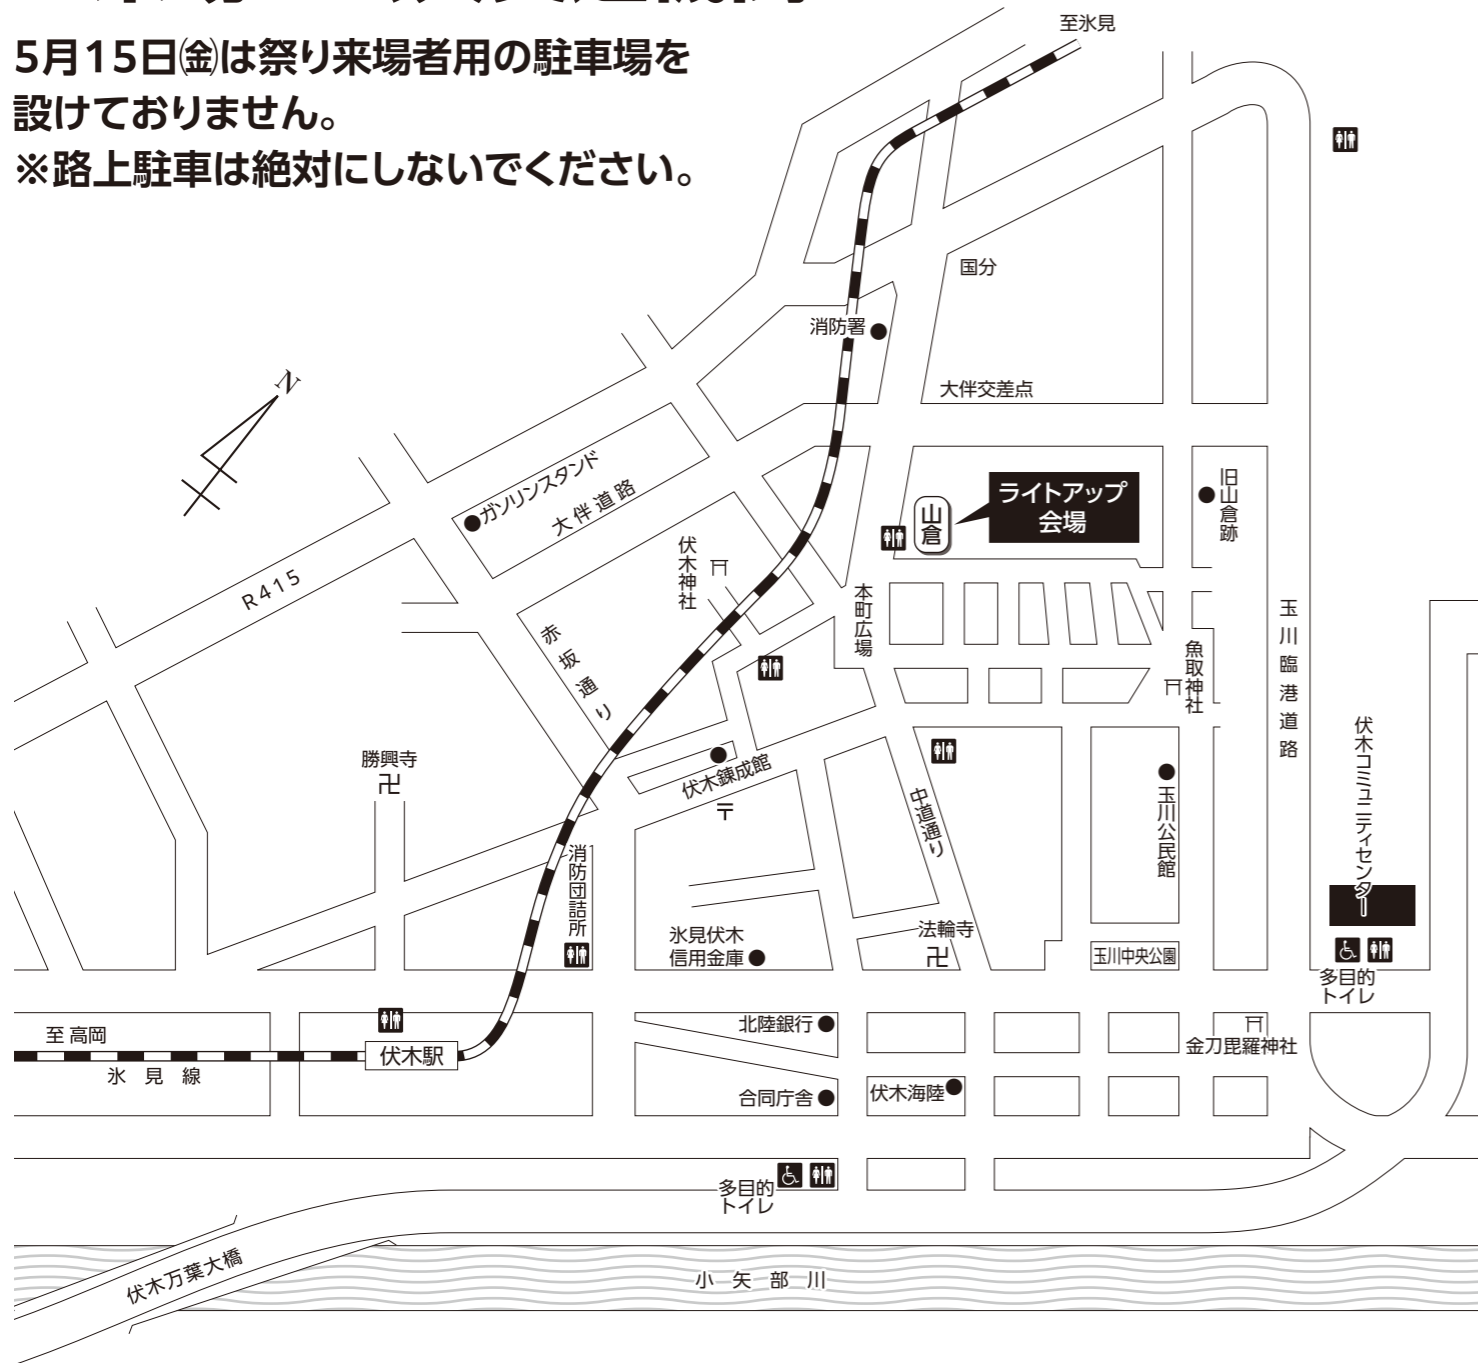 5月15日㈮は祭り来場者用の駐車場を
設けておりません。
※路上駐車は絶対にしないでください。
至氷見
国分
消防署
大伴交差点
N
ガソリンスタンド
大伴道路
ライトアップ
会場
山倉
旧山倉跡
伏木神社
R415
本町広場
赤坂通り
玉川臨港道路
魚取神社
伏木コミュニティセンター
勝興寺
伏木錬成館
〒
中道通り
玉川公民館
消防団詰所
氷見伏木
信用金庫
法輪寺
玉川中央公園
多目的
トイレ
至 高岡
伏木駅
氷見線
北陸銀行
金刀毘羅神社
合同庁舎
伏木海陸
多目的
トイレ
伏木万葉大橋
小矢部川